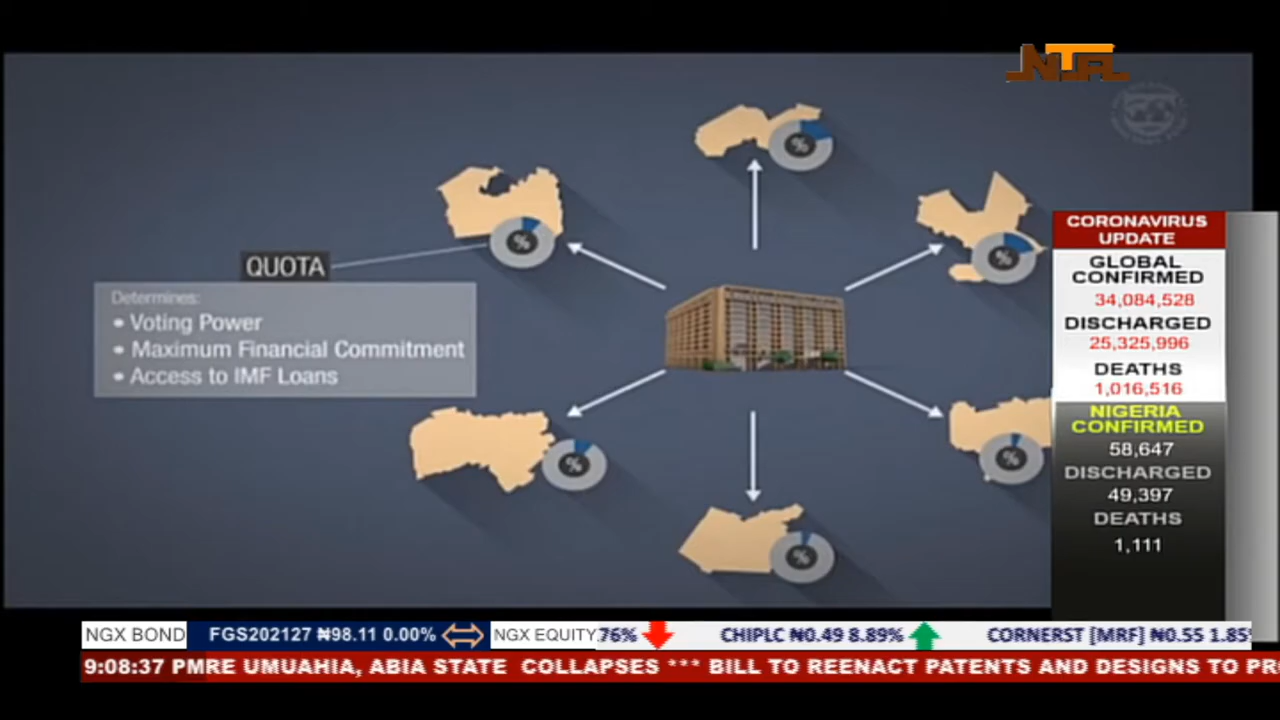 NTA
QUOTA
Determines:
• Voting Power
• Maximum Financial Commitment
• Access to IMF Loans
%
%
%
%
%
%
CORONAVIRUS
UPDATE
GLOBAL
CONFIRMED
34,084,528
DISCHARGED
25,325,996
DEATHS
1,016,516
NIGERIA
CONFIRMED
58,647
DISCHARGED
49,397
DEATHS
1,111
NGX BOND FGS202127 ₦98.11 0.00% NGX EQUITY 76% CHIPLC ₦0.49 8.89% CORNERST [MRF] ₦0.55 1.85
9:08:37 PM RE UMUAHIA, ABIA STATE COLLAPSES *** BILL TO REENACT PATENTS AND DESIGNS TO PR